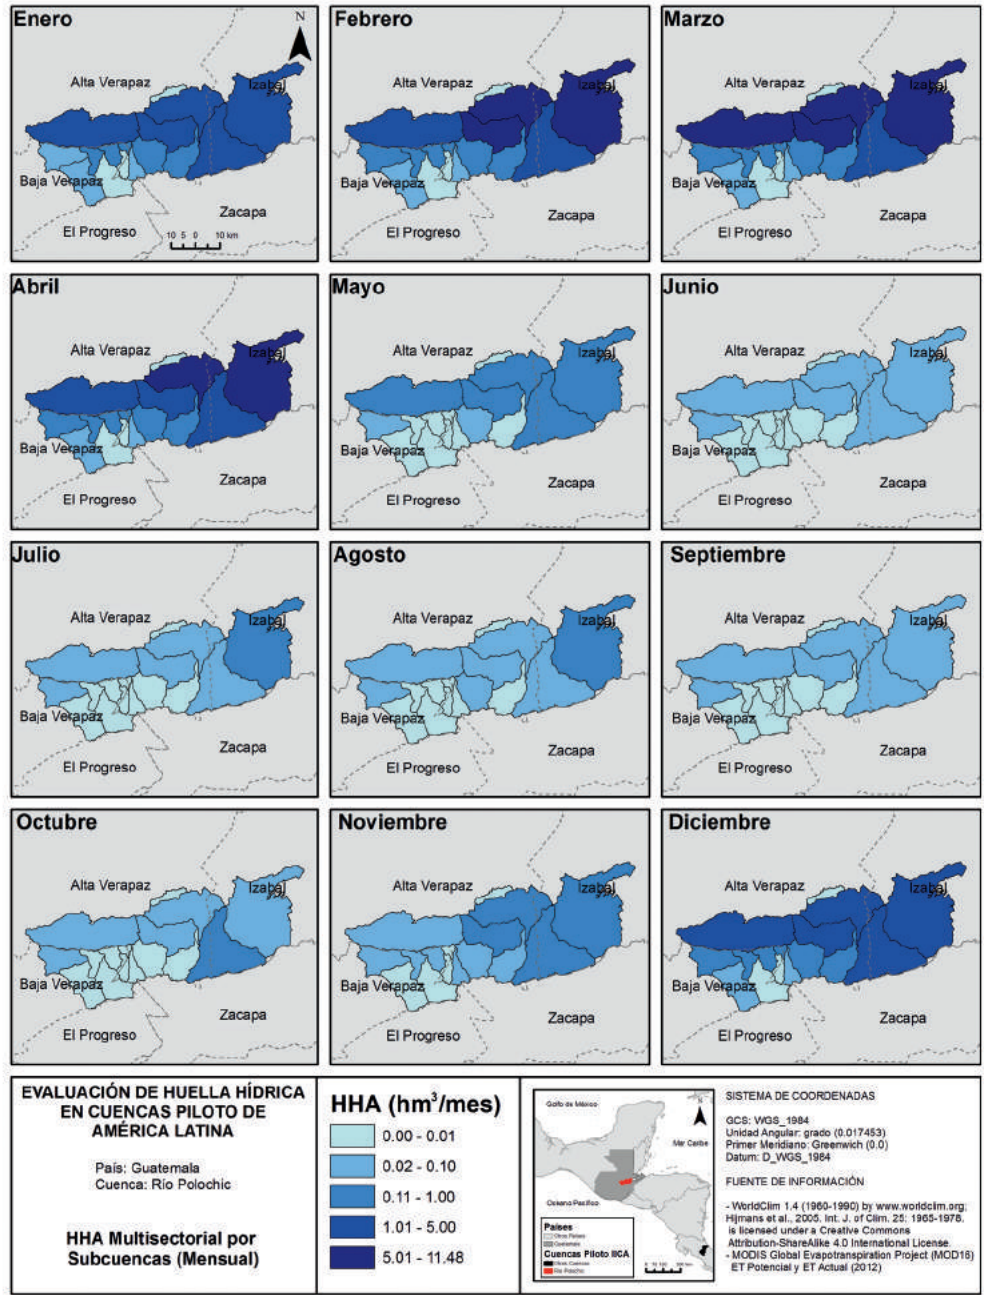 Enero
N
Alta Verapaz
Izabal
Baja Verapaz
Zacapa
El Progreso
10 5 0 10 km
Febrero
Alta Verapaz
Izabal
Baja Verapaz
Zacapa
El Progreso
Marzo
Alta Verapaz
Izabal
Baja Verapaz
Zacapa
El Progreso
Abril
Alta Verapaz
Izabal
Baja Verapaz
Zacapa
El Progreso
Mayo
Alta Verapaz
Izabal
Baja Verapaz
Zacapa
El Progreso
Junio
Alta Verapaz
Izabal
Baja Verapaz
Zacapa
El Progreso
Julio
Alta Verapaz
Izabal
Baja Verapaz
Zacapa
El Progreso
Agosto
Alta Verapaz
Izabal
Baja Verapaz
Zacapa
El Progreso
Septiembre
Alta Verapaz
Izabal
Baja Verapaz
Zacapa
El Progreso
Octubre
Alta Verapaz
Izabal
Baja Verapaz
Zacapa
El Progreso
Noviembre
Alta Verapaz
Izabal
Baja Verapaz
Zacapa
El Progreso
Diciembre
Alta Verapaz
Izabal
Baja Verapaz
Zacapa
El Progreso
EVALUACIÓN DE HUELLA HÍDRICA
EN CUENCAS PILOTO DE
AMÉRICA LATINA
País: Guatemala
Cuenca: Río Polochic
HHA Multisectorial por
Subcuencas (Mensual)
HHA (hm³/mes)
0.00 - 0.01
0.02 - 0.10
0.11 - 1.00
1.01 - 5.00
5.01 - 11.48
Golfo de México
N
Mar Caribe
Océano Pacífico
Países
Otros Países
Guatemala
Cuencas Piloto IICA
Otras Cuencas
Río Polochic
SISTEMA DE COORDENADAS
GCS: WGS_1984
Unidad Angular: grado (0.017453)
Primer Meridiano: Greenwich (0.0)
Datum: D_WGS_1984
FUENTE DE INFORMACIÓN
- WorldClim 1.4 (1960-1990) by www.worldclim.org;
Hijmans et al., 2005. Int. J. of Clim. 25: 1965-1978.
is licensed under a Creative Commons
Attribution-ShareAlike 4.0 International License.
- MODIS Global Evapotranspiration Project (MOD16)
ET Potencial y ET Actual (2012)